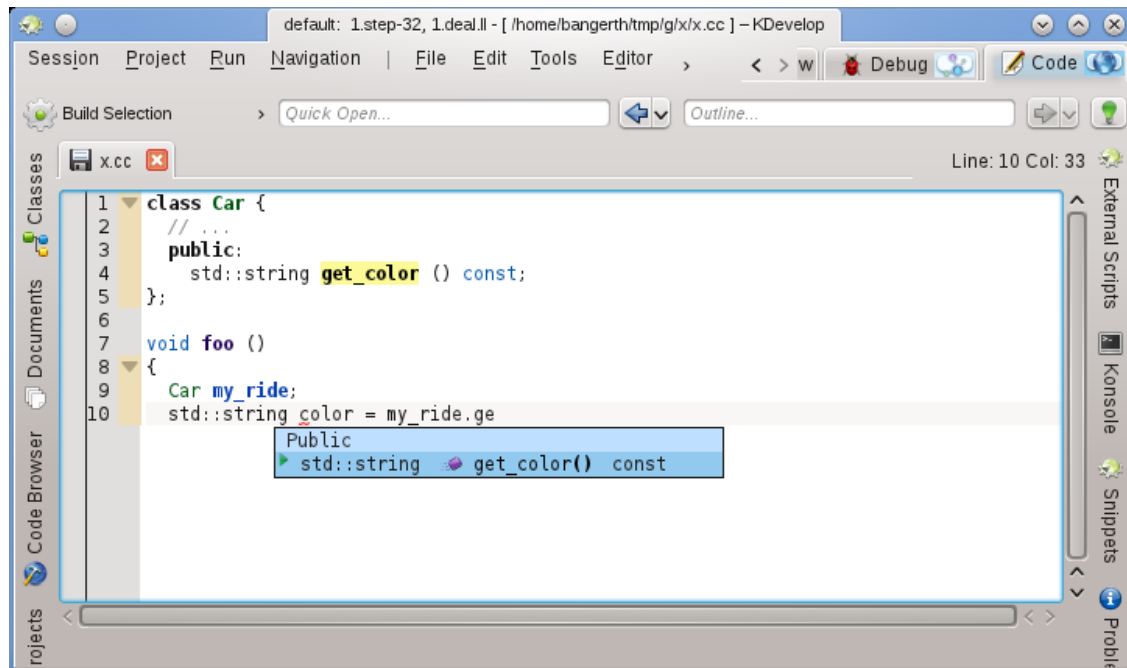 default: 1.step-32, 1.deal.II - [ /home/bangerth/tmp/g/x/x.cc ] – KDevelop
Session Project Run Navigation | File Edit Tools Editor › < > w Debug Code
Build Selection › Quick Open... Outline...
x.cc Line: 10 Col: 33
Classes
Documents
Code Browser
rojects
1 class Car {
2 // ...
3 public:
4 std::string get_color () const;
5 };
6
7 void foo ()
8 {
9 Car my_ride;
10 std::string color = my_ride.ge
Public
std::string get_color() const
External Scripts
Konsole
Snippets
Proble